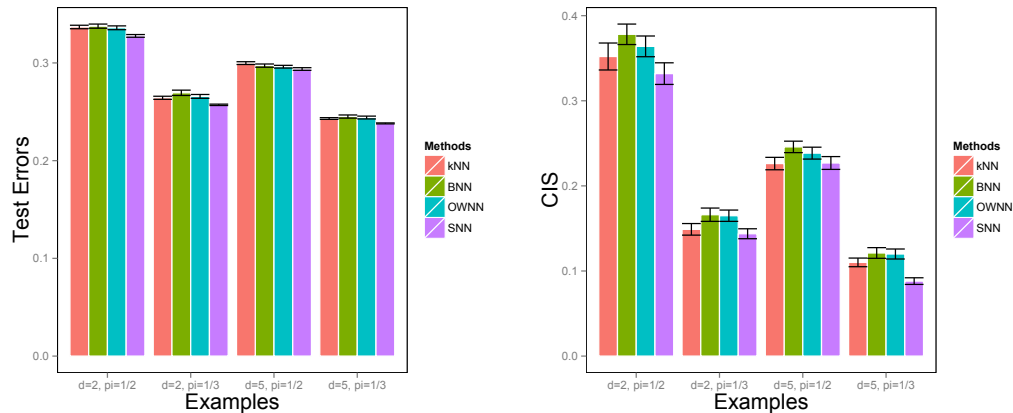 Test Errors
0.3
0.2
0.1
0.0
d=2, pi=1/2
d=2, pi=1/3
d=5, pi=1/2
d=5, pi=1/3
Examples
Methods
kNN
BNN
OWNN
SNN
CIS
0.4
0.3
0.2
0.1
0.0
d=2, pi=1/2
d=2, pi=1/3
d=5, pi=1/2
d=5, pi=1/3
Examples
Methods
kNN
BNN
OWNN
SNN